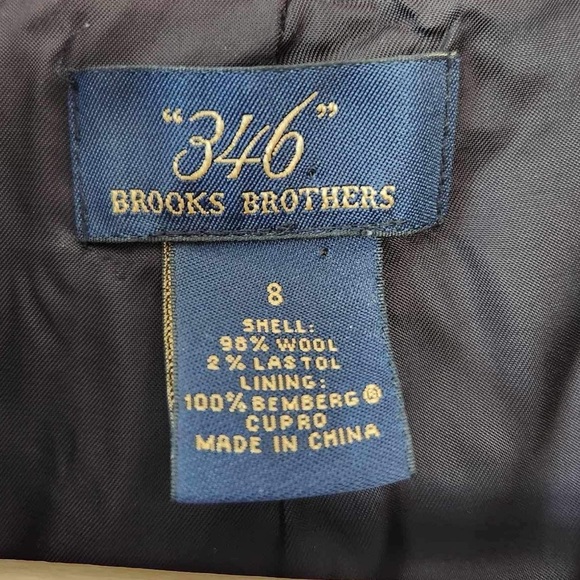 “346”
BROOKS BROTHERS
8
SHELL:
98% WOOL
2% LASTOL
LINING:
100% BEMBERG
CUPRO
MADE IN CHINA